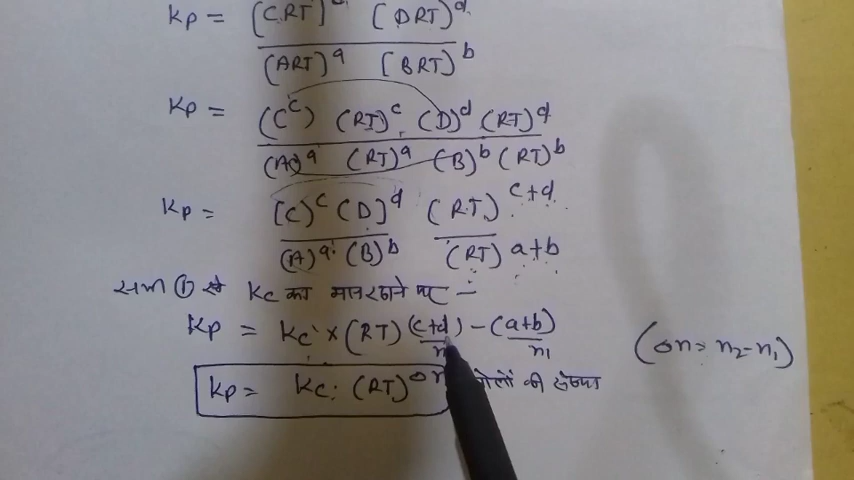 Kp = [CRT] [DRT]^d
(ART)^a [BRT]^b
Kp = (C^c) (RT)^c (D)^d (RT)^d
(A)^a (RT)^a (B)^b (RT)^b
Kp = [C)^c (D]^d (RT)^c+d
(A)^a (B)^b (RT)^a+b
समी ① से Kc का मान रखने पर -
Kp = Kc × (RT) (c+d) - (a+b)
n1
(Δn = n2 - n1)
Kp = Kc · (RT)^Δn मोलों की संख्या